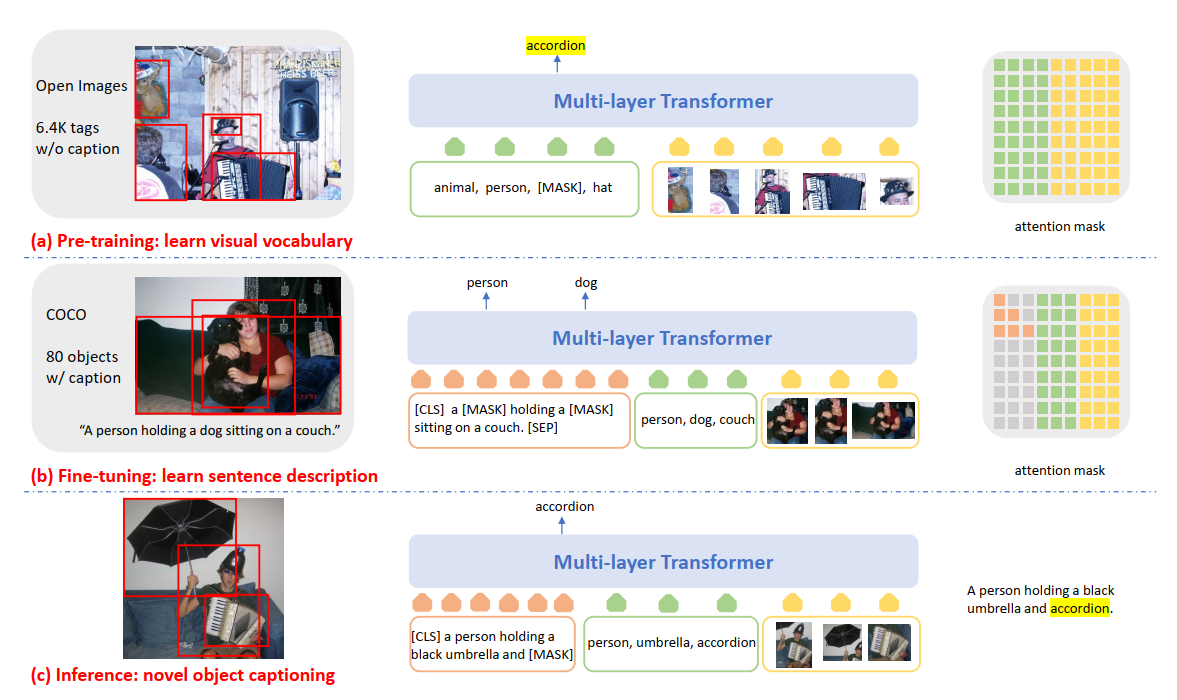 accordion
Open Images
6.4K tags
w/o caption
Multi-layer Transformer
animal, person, [MASK], hat
attention mask
(a) Pre-training: learn visual vocabulary
person
dog
COCO
80 objects
w/ caption
Multi-layer Transformer
[CLS] a [MASK] holding a [MASK]
sitting on a couch. [SEP]
person, dog, couch
“A person holding a dog sitting on a couch.”
attention mask
(b) Fine-tuning: learn sentence description
accordion
Multi-layer Transformer
A person holding a black
umbrella and accordion.
[CLS] a person holding a
black umbrella and [MASK]
person, umbrella, accordion
(c) Inference: novel object captioning